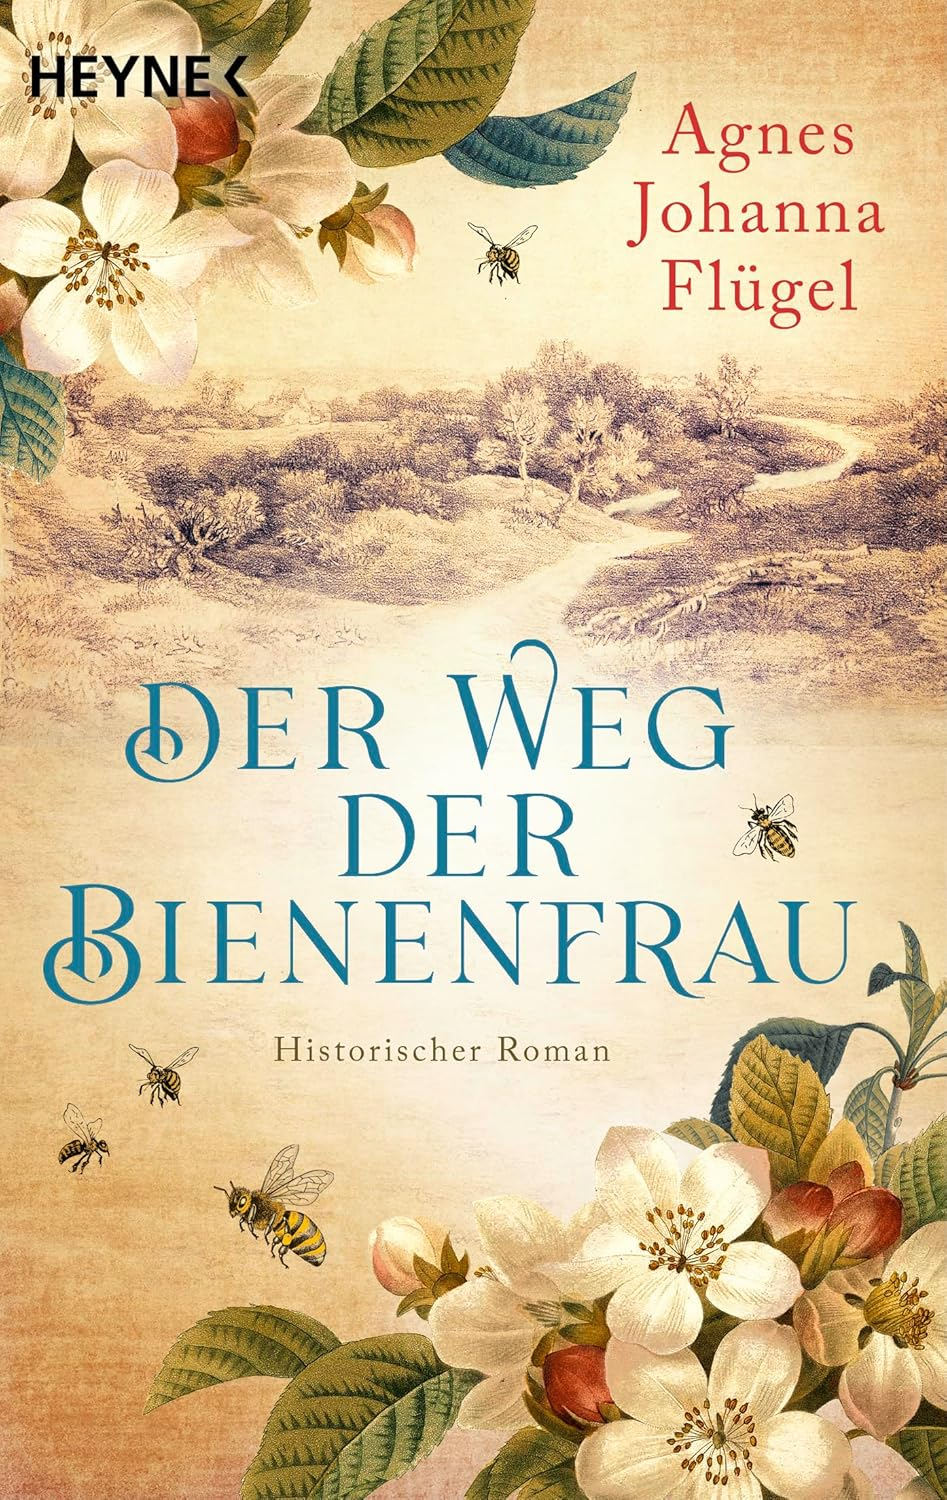 HEYNE
Agnes
Johanna
Flügel
DER WEG
DER
BIENENFRAU
Historischer Roman